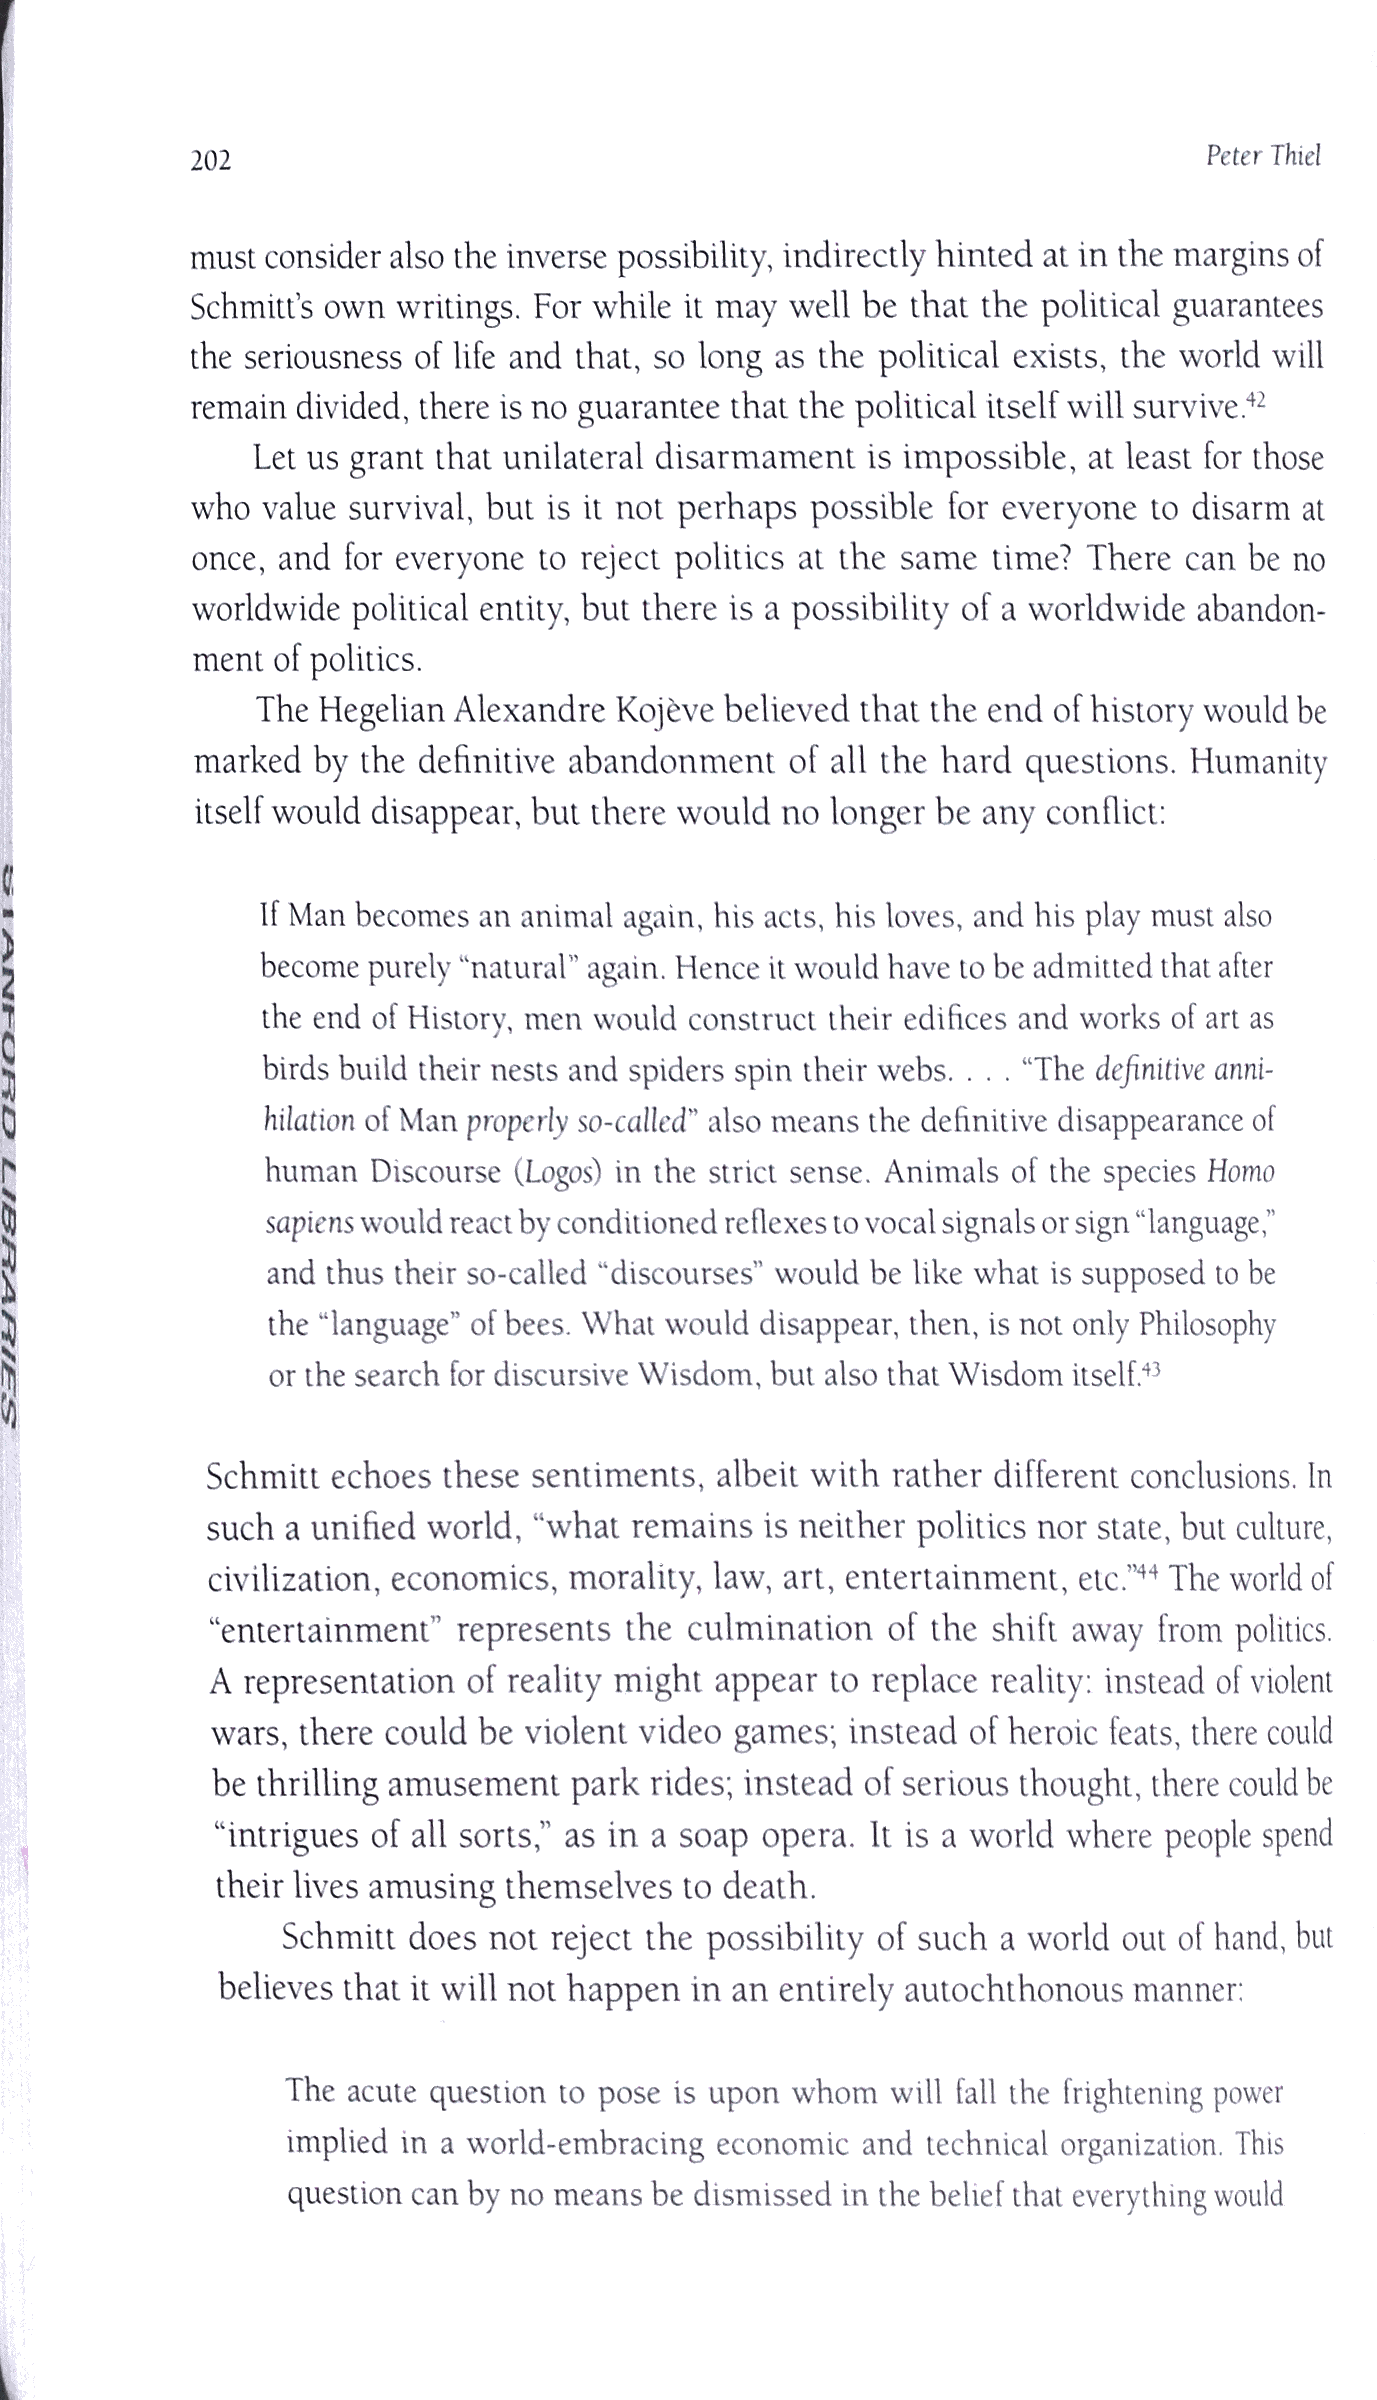 202
Peter Thiel
must consider also the inverse possibility, indirectly hinted at in the margins of
Schmitt's own writings. For while it may well be that the political guarantees
the seriousness of life and that, so long as the political exists, the world will
remain divided, there is no guarantee that the political itself will survive.⁴²
Let us grant that unilateral disarmament is impossible, at least for those
who value survival, but is it not perhaps possible for everyone to disarm at
once, and for everyone to reject politics at the same time? There can be no
worldwide political entity, but there is a possibility of a worldwide abandon-
ment of politics.
The Hegelian Alexandre Kojève believed that the end of history would be
marked by the definitive abandonment of all the hard questions. Humanity
itself would disappear, but there would no longer be any conflict:
If Man becomes an animal again, his acts, his loves, and his play must also
become purely “natural” again. Hence it would have to be admitted that after
the end of History, men would construct their edifices and works of art as
birds build their nests and spiders spin their webs. . . . “The definitive anni-
hilation of Man properly so-called” also means the definitive disappearance of
human Discourse (Logos) in the strict sense. Animals of the species Homo
sapiens would react by conditioned reflexes to vocal signals or sign “language,”
and thus their so-called “discourses” would be like what is supposed to be
the “language” of bees. What would disappear, then, is not only Philosophy
or the search for discursive Wisdom, but also that Wisdom itself.⁴³
Schmitt echoes these sentiments, albeit with rather different conclusions. In
such a unified world, “what remains is neither politics nor state, but culture,
civilization, economics, morality, law, art, entertainment, etc.”⁴⁴ The world of
“entertainment” represents the culmination of the shift away from politics.
A representation of reality might appear to replace reality: instead of violent
wars, there could be violent video games; instead of heroic feats, there could
be thrilling amusement park rides; instead of serious thought, there could be
“intrigues of all sorts,” as in a soap opera. It is a world where people spend
their lives amusing themselves to death.
Schmitt does not reject the possibility of such a world out of hand, but
believes that it will not happen in an entirely autochthonous manner:
The acute question to pose is upon whom will fall the frightening power
implied in a world-embracing economic and technical organization. This
question can by no means be dismissed in the belief that everything would
STANFORD LIBRARIES